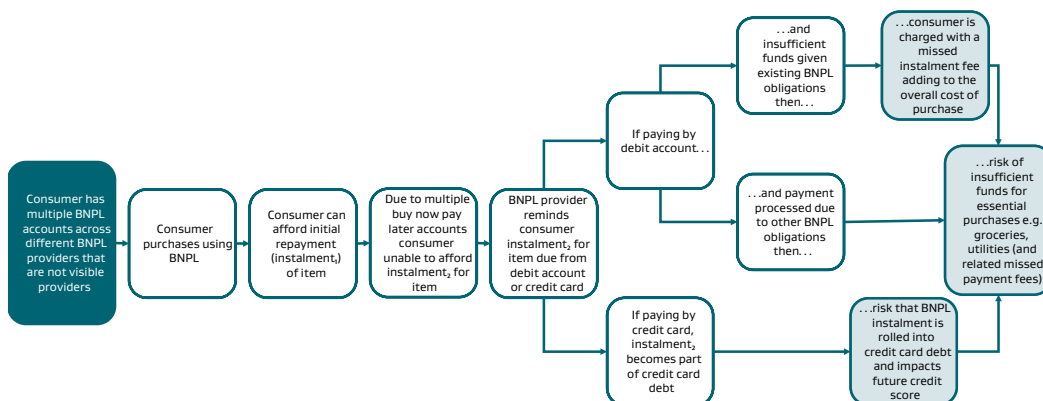 Consumer has
multiple BNPL
accounts across
different BNPL
providers that
are not visible
providers
Consumer
purchases using
BNPL
Consumer can
afford initial
repayment
(instalment₁)
of item
Due to multiple
buy now pay
later accounts
consumer
unable to afford
instalment₂ for
item
BNPL provider
reminds
consumer
instalment₂ for
item due from
debit account
or credit card
If paying by
debit account...
...and
insufficient
funds given
existing BNPL
obligations
then...
...consumer is
charged with a
missed
instalment fee
adding to the
overall cost of
purchase
...and payment
processed due
to other BNPL
obligations
then...
...risk of
insufficient
funds for
essential
purchases e.g.
groceries,
utilities (and
related missed
payment fees)
If paying by
credit card,
instalment₂
becomes part
of credit card
debt
...risk that BNPL
instalment is
rolled into
credit card debt
and impacts
future credit
score